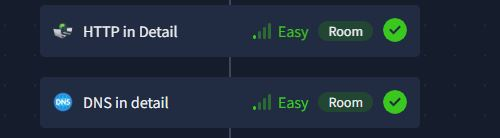 HTTP in Detail Easy Room
DNS DNS in detail Easy Room